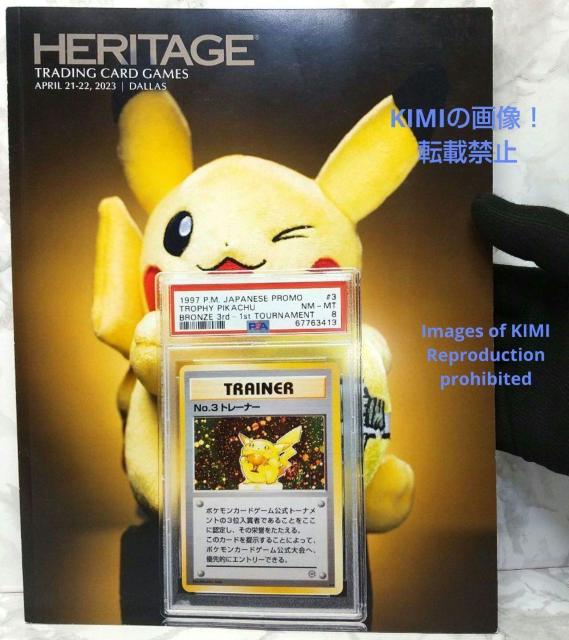 HERITAGE®
TRADING CARD GAMES
APRIL 21-22, 2023 | DALLAS
KIMIの画像！
転載禁止
1997 P.M. JAPANESE PROMO #3
TROPHY PIKACHU NM - MT
BRONZE 3rd - 1st TOURNAMENT 8
PSA 67763413
Images of KIMI
Reproduction
prohibited
TRAINER
No.3トレーナー
ポケモンカードゲーム公式トーナメ
ントの3位入賞者であることをここ
に認定し、その栄誉をたたえる。
このカードを提示することによって、
ポケモンカードゲーム公式大会へ、
優先的にエントリーできる。